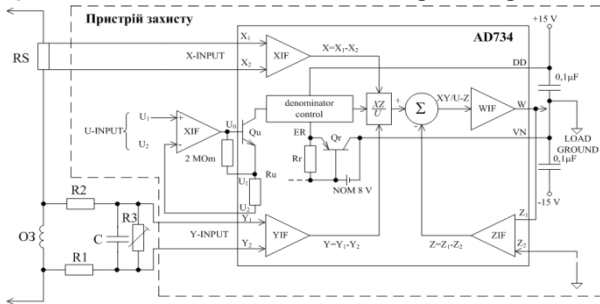 Пристрій захисту
+15 V
AD734
X₁
XIF
X=X₁-X₂
RS
X-INPUT
X₂
DD
0,1µF
denominator
control
XZ
U
+
Σ
-
XY/U-Z
WIF
W
U-INPUT
U₁
+
XIF
U₀
Qu
U₂
-
ER
Qr
VN
LOAD
GROUND
2 MOm
Rr
0,1µF
U₁
Ru
NOM 8 V
U₂
-15 V
R2
R3
Y₁
Z₁
C
Y-INPUT
YIF
ZIF
ОЗ
Y₂
Y=Y₁-Y₂
Z=Z₁-Z₂
Z₂
R1